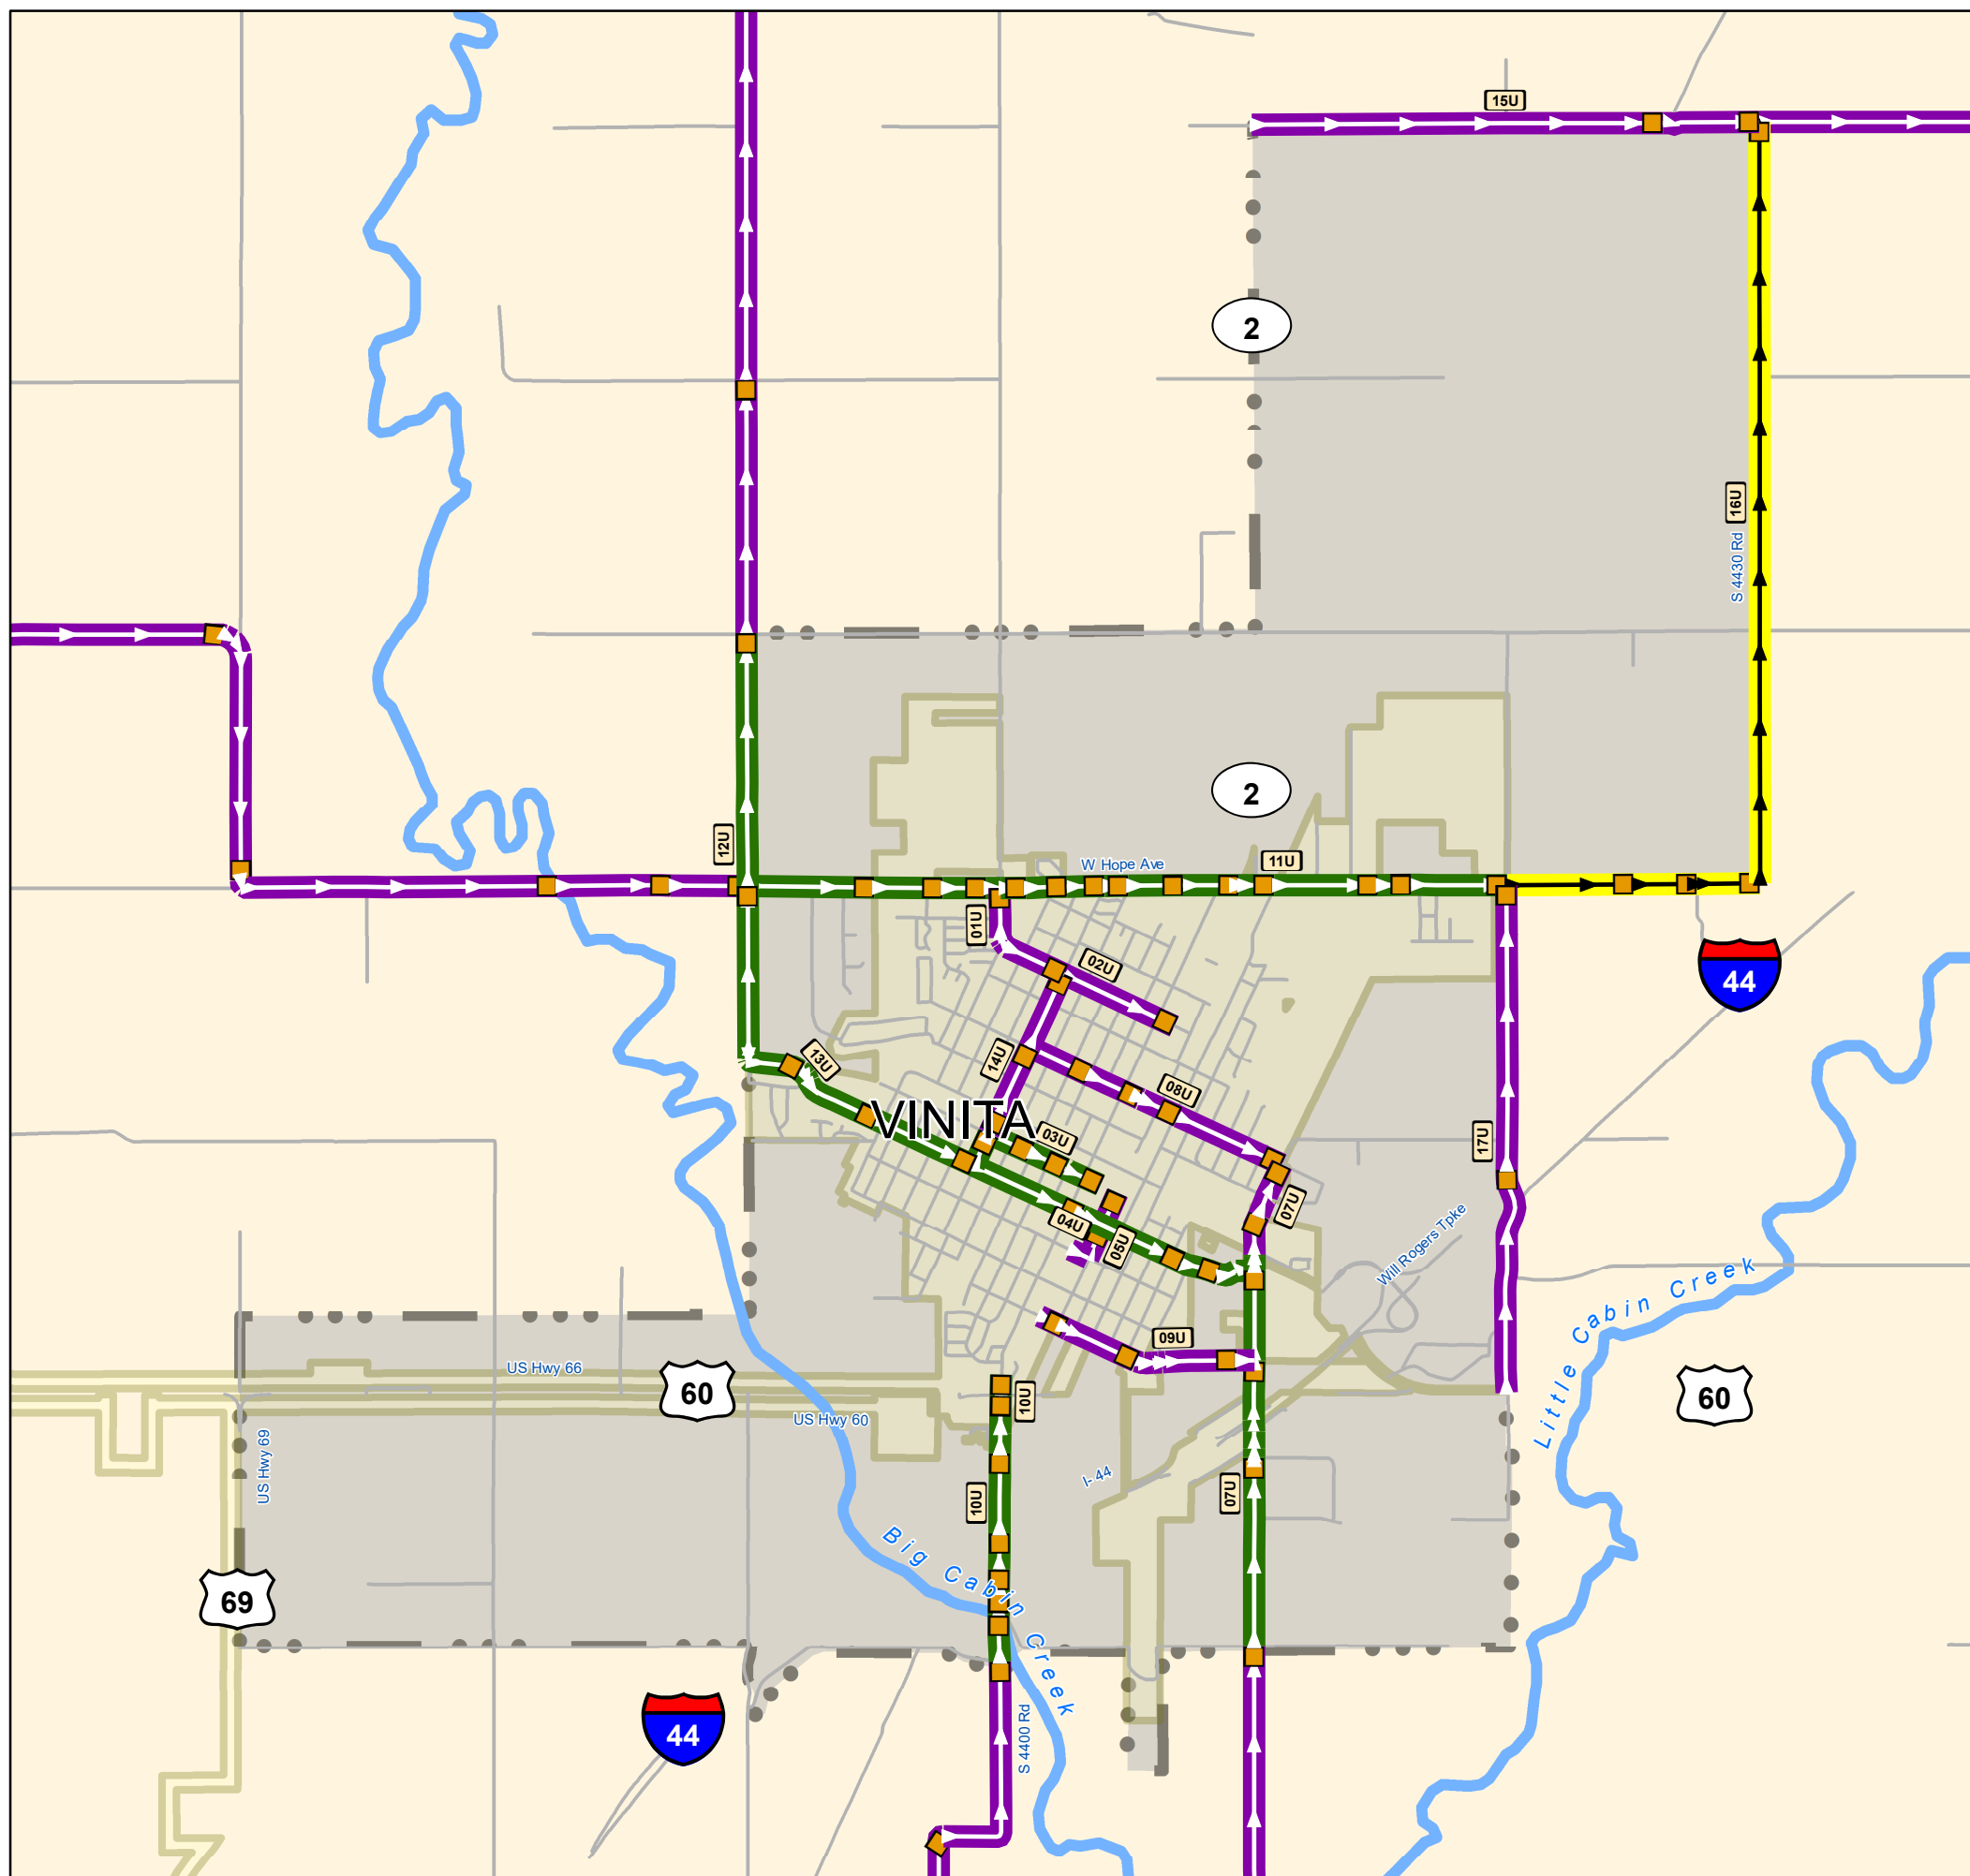 15U
2
16U
S 4430 Rd
2
12U
W Hope Ave
11U
01U
02U
44
13U
14U
08U
VINITA
03U
17U
07U
04U
05U
Will Rogers Tpke
Little Cabin Creek
09U
US Hwy 66
60
60
10U
US Hwy 60
US Hwy 69
I- 44
10U
07U
Big Cabin Creek
69
44
S 4400 Rd